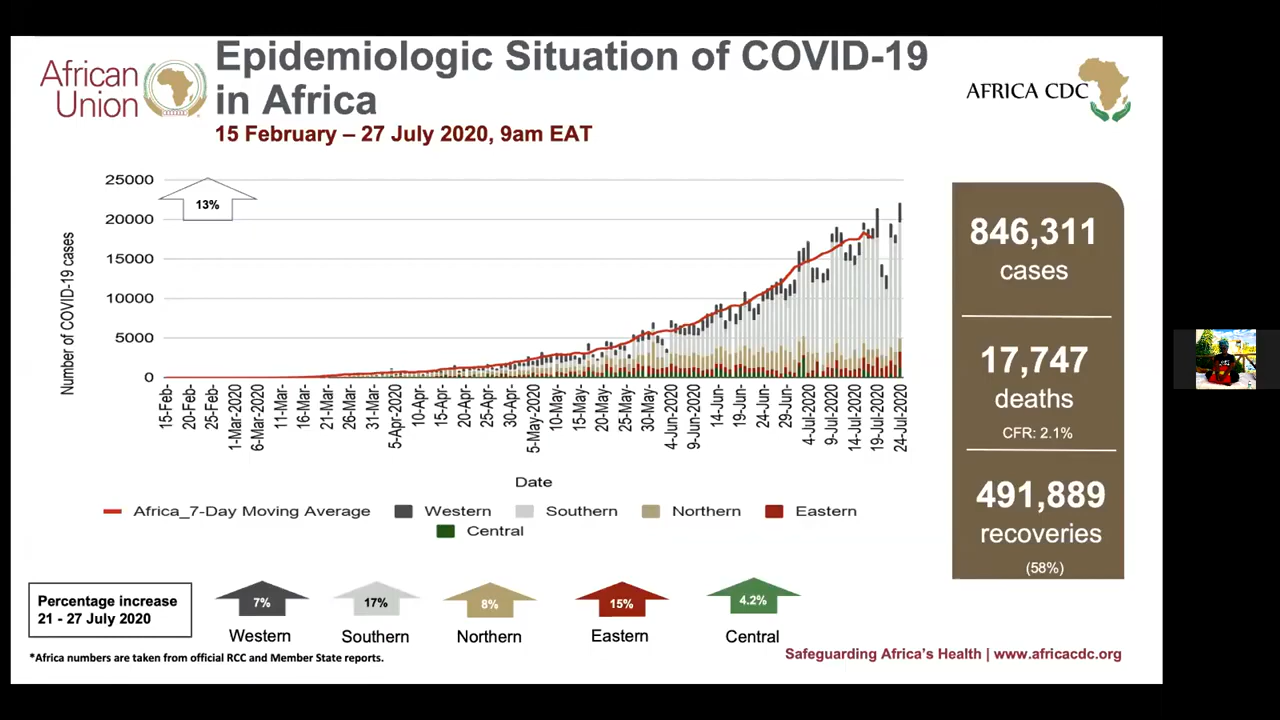 African
Union
Epidemiologic Situation of COVID-19
in Africa
15 February – 27 July 2020, 9am EAT
AFRICA CDC
25000
20000
15000
10000
5000
0
13%
Number of COVID-19 cases
15-Feb
20-Feb
25-Feb
1-Mar-2020
6-Mar-2020
11-Mar-
16-Mar-
21-Mar-
26-Mar-
31-Mar-
5-Apr-2020
10-Apr-
15-Apr-
20-Apr-
25-Apr-
30-Apr-
5-May-2020
10-May-
15-May-
20-May-
25-May-
30-May-
4-Jun-2020
9-Jun-2020
14-Jun-
19-Jun-
24-Jun-
29-Jun-
4-Jul-2020
9-Jul-2020
14-Jul-2020
19-Jul-2020
24-Jul-2020
Date
Africa_7-Day Moving Average
Western
Southern
Northern
Eastern
Central
846,311
cases
17,747
deaths
CFR: 2.1%
491,889
recoveries
(58%)
Percentage increase
21 - 27 July 2020
7%
Western
17%
Southern
8%
Northern
15%
Eastern
4.2%
Central
*Africa numbers are taken from official RCC and Member State reports.
Safeguarding Africa's Health | www.africacdc.org